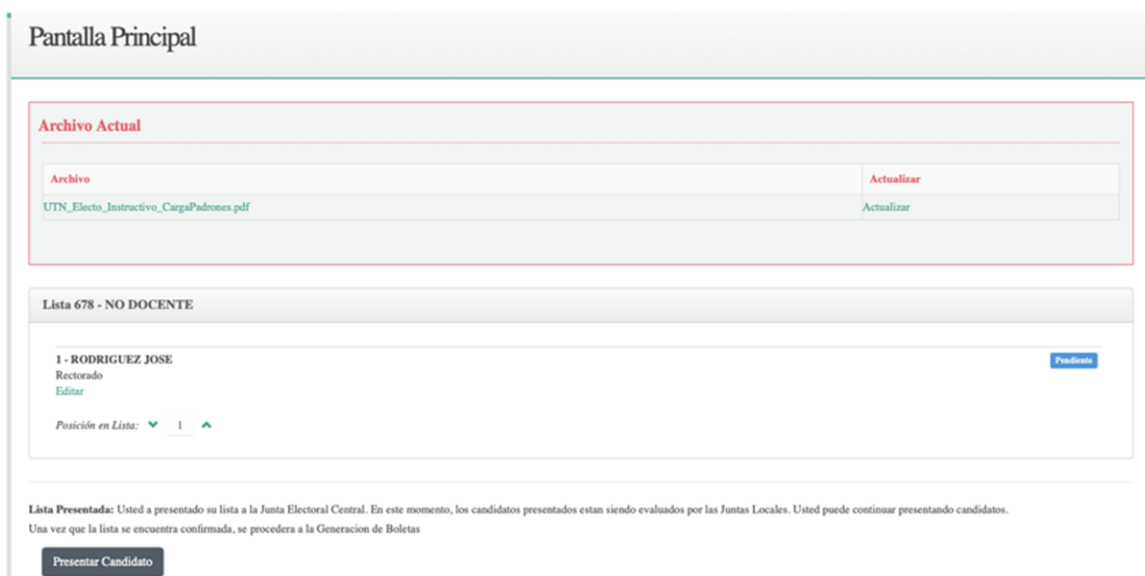 Pantalla Principal
Archivo Actual
Archivo Actualizar
UTN_Electo_Instructivo_CargaPadrones.pdf Actualizar
Lista 678 - NO DOCENTE
1 - RODRIGUEZ JOSE Pendiente
Rectorado
Editar
Posición en Lista: 1
Lista Presentada: Usted a presentado su lista a la Junta Electoral Central. En este momento, los candidatos presentados estan siendo evaluados por las Juntas Locales. Usted puede continuar presentando candidatos.
Una vez que la lista se encuentra confirmada, se procedera a la Generacion de Boletas
Presentar Candidato